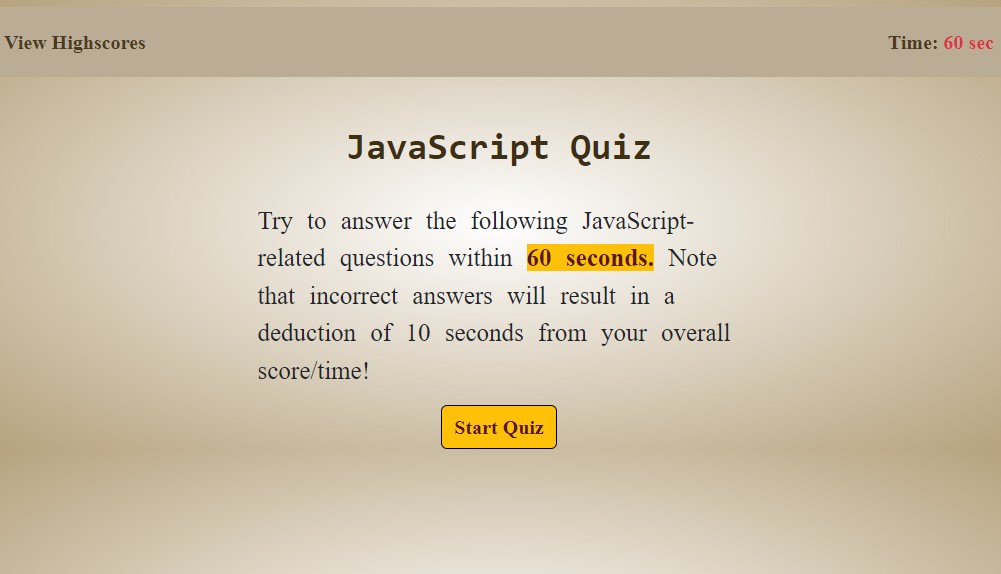 View Highscores
Time: 60 sec
JavaScript Quiz
Try to answer the following JavaScript-
related questions within 60 seconds. Note
that incorrect answers will result in a
deduction of 10 seconds from your overall
score/time!
Start Quiz